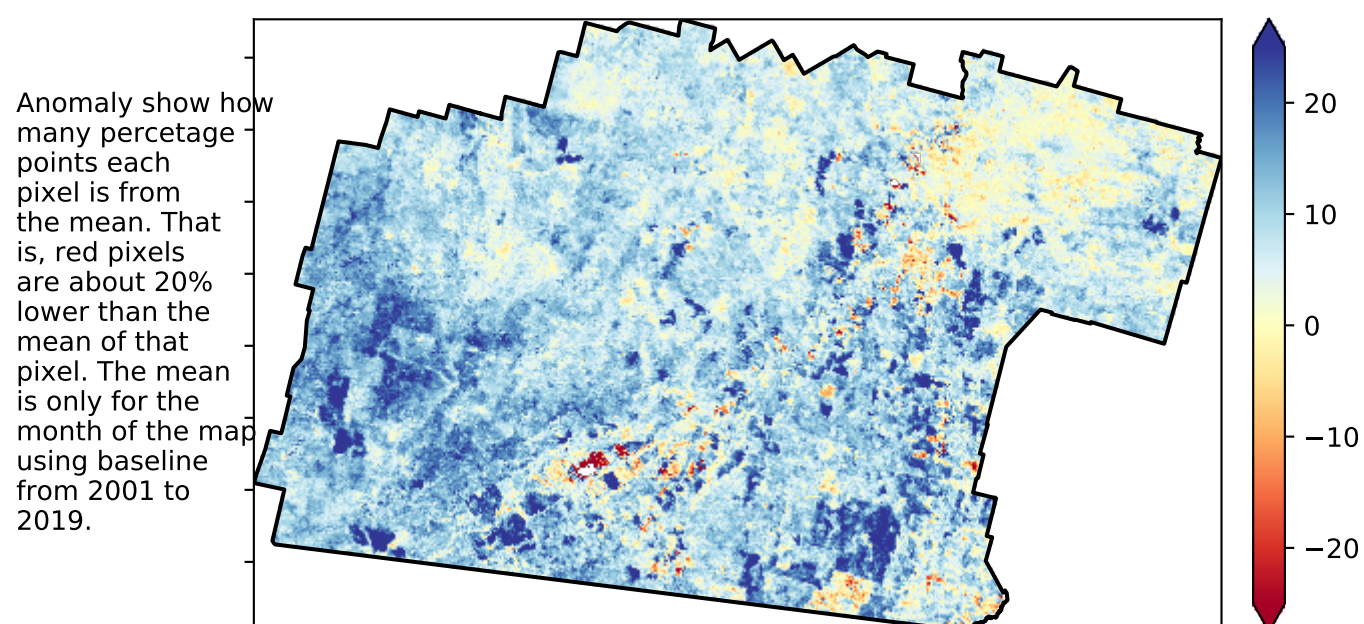 Anomaly show how
many percetage
points each
pixel is from
the mean. That
is, red pixels
are about 20%
lower than the
mean of that
pixel. The mean
is only for the
month of the map
using baseline
from 2001 to
2019.
20
10
0
−10
−20